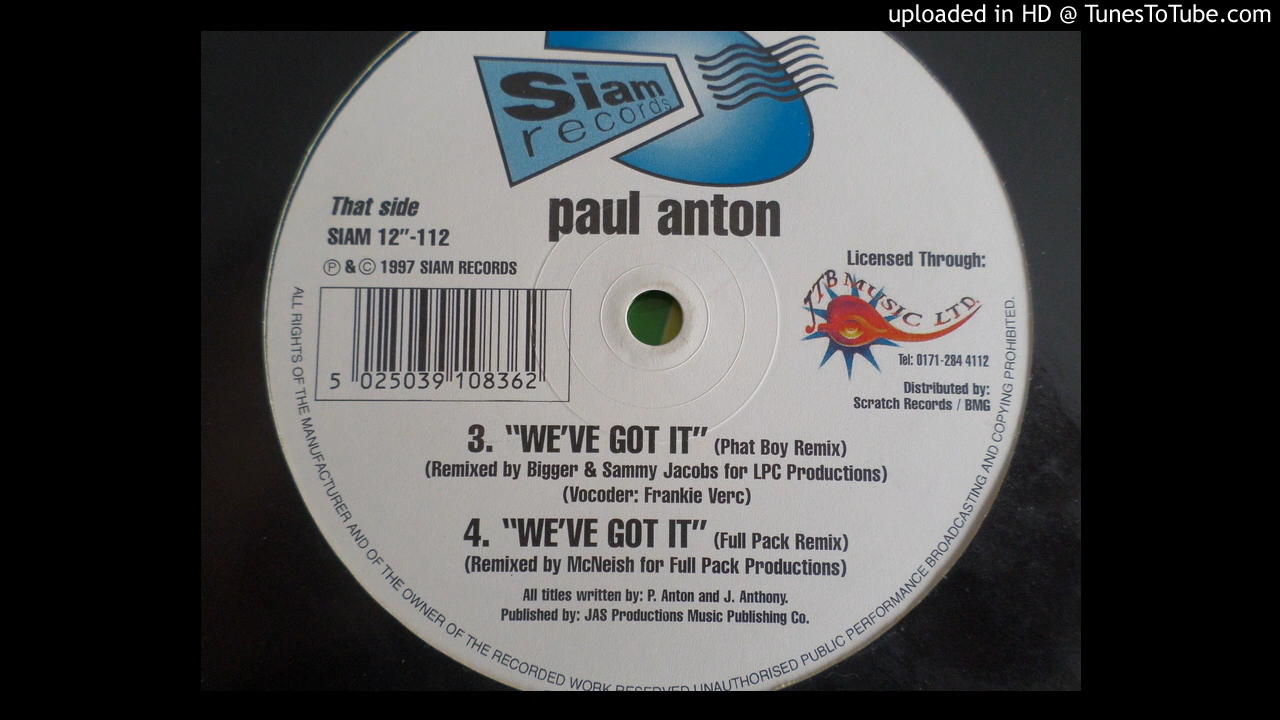 uploaded in HD @ TunesToTube.com
Siam
records
That side
paul anton
SIAM 12"-112
Ⓟ & © 1997 SIAM RECORDS
Licensed Through:
JTB MUSIC LTD.
Tel: 0171-284 4112
5 025039 108362
Distributed by:
Scratch Records / BMG
3. "WE'VE GOT IT" (Phat Boy Remix)
(Remixed by Bigger & Sammy Jacobs for LPC Productions)
(Vocoder: Frankie Verc)
4. "WE'VE GOT IT" (Full Pack Remix)
(Remixed by McNeish for Full Pack Productions)
All titles written by: P. Anton and J. Anthony.
Published by: JAS Productions Music Publishing Co.
ALL RIGHTS OF THE MANUFACTURER AND OF THE OWNER OF THE RECORDED WORK RESERVED UNAUTHORISED PUBLIC PERFORMANCE BROADCASTING AND COPYING PROHIBITED.